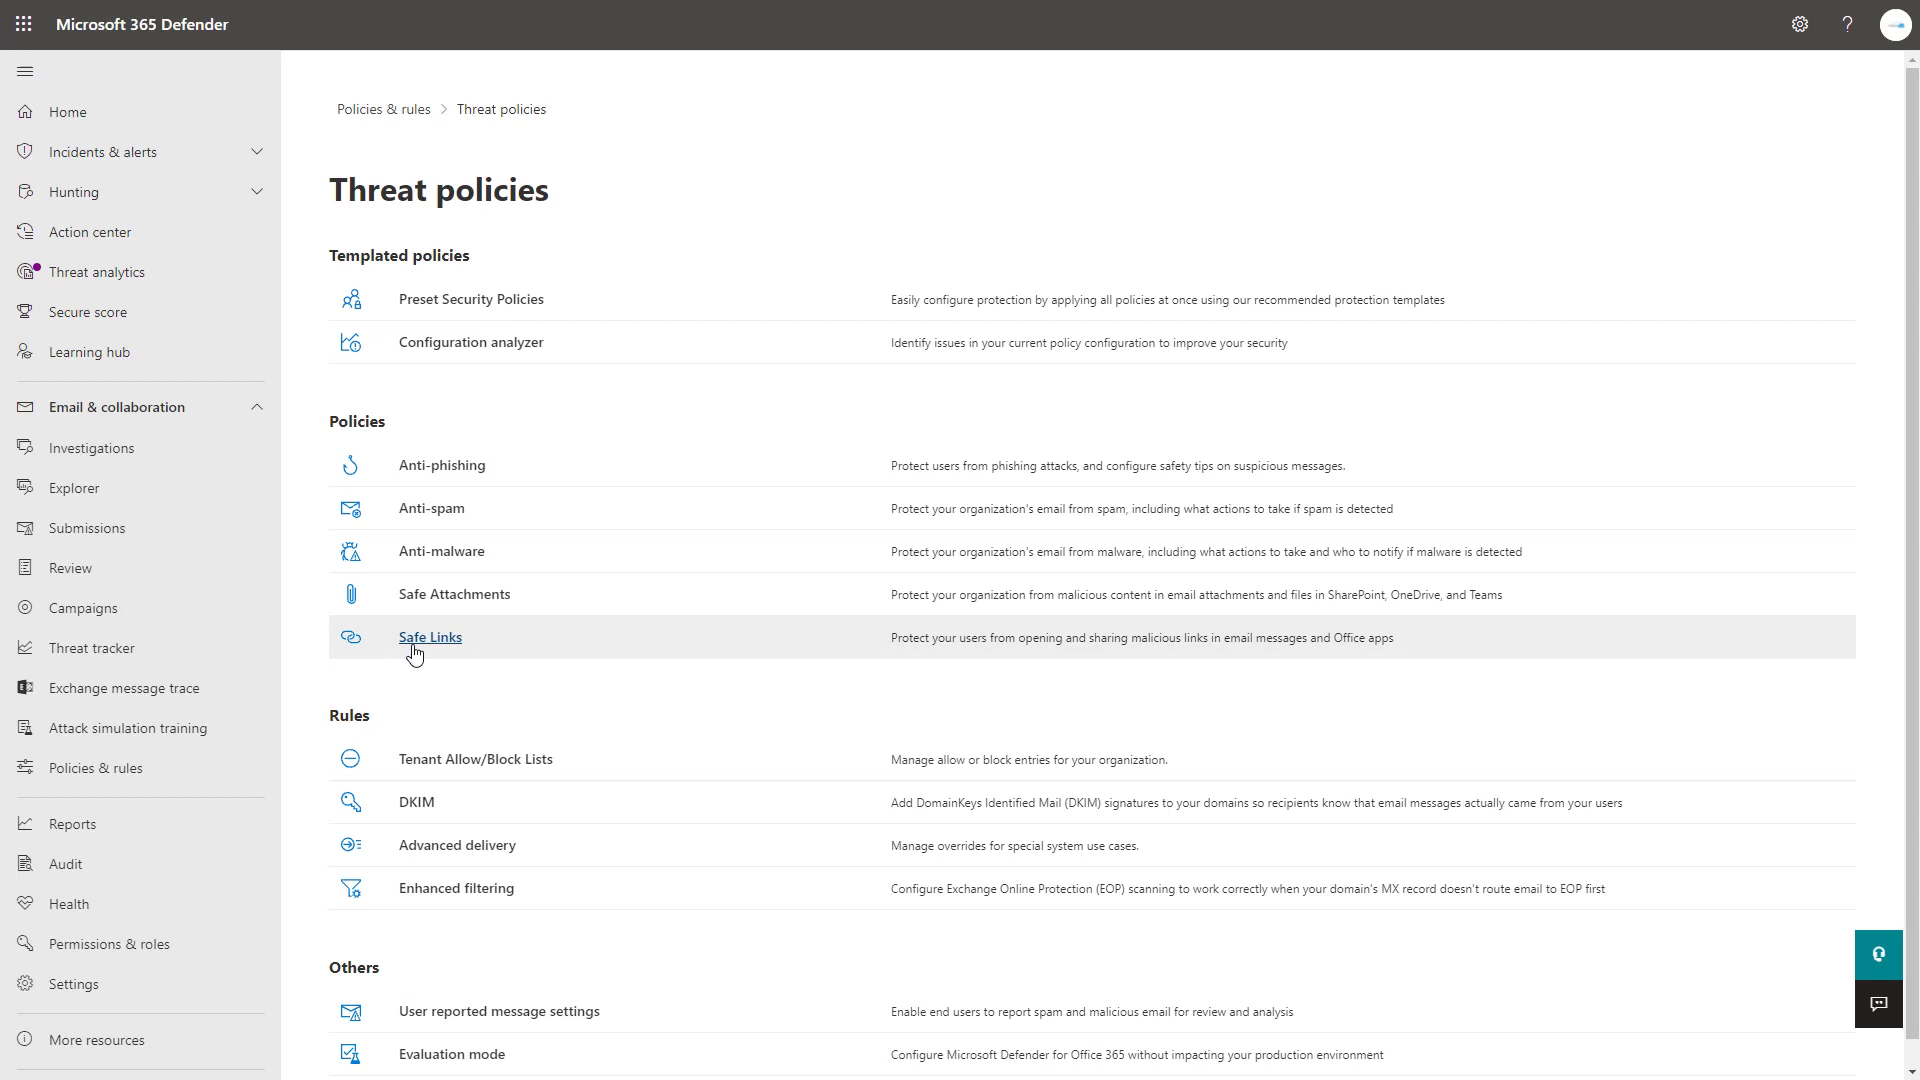 Microsoft 365 Defender
?
Home
Incidents & alerts
Hunting
Action center
Threat analytics
Secure score
Learning hub
Email & collaboration
Investigations
Explorer
Submissions
Review
Campaigns
Threat tracker
Exchange message trace
Attack simulation training
Policies & rules
Reports
Audit
Health
Permissions & roles
Settings
More resources
Policies & rules > Threat policies
Threat policies
Templated policies
Preset Security Policies Easily configure protection by applying all policies at once using our recommended protection templates
Configuration analyzer Identify issues in your current policy configuration to improve your security
Policies
Anti-phishing Protect users from phishing attacks, and configure safety tips on suspicious messages.
Anti-spam Protect your organization's email from spam, including what actions to take if spam is detected
Anti-malware Protect your organization's email from malware, including what actions to take and who to notify if malware is detected
Safe Attachments Protect your organization from malicious content in email attachments and files in SharePoint, OneDrive, and Teams
Safe Links Protect your users from opening and sharing malicious links in email messages and Office apps
Rules
Tenant Allow/Block Lists Manage allow or block entries for your organization.
DKIM Add DomainKeys Identified Mail (DKIM) signatures to your domains so recipients know that email messages actually came from your users
Advanced delivery Manage overrides for special system use cases.
Enhanced filtering Configure Exchange Online Protection (EOP) scanning to work correctly when your domain's MX record doesn't route email to EOP first
Others
User reported message settings Enable end users to report spam and malicious email for review and analysis
Evaluation mode Configure Microsoft Defender for Office 365 without impacting your production environment